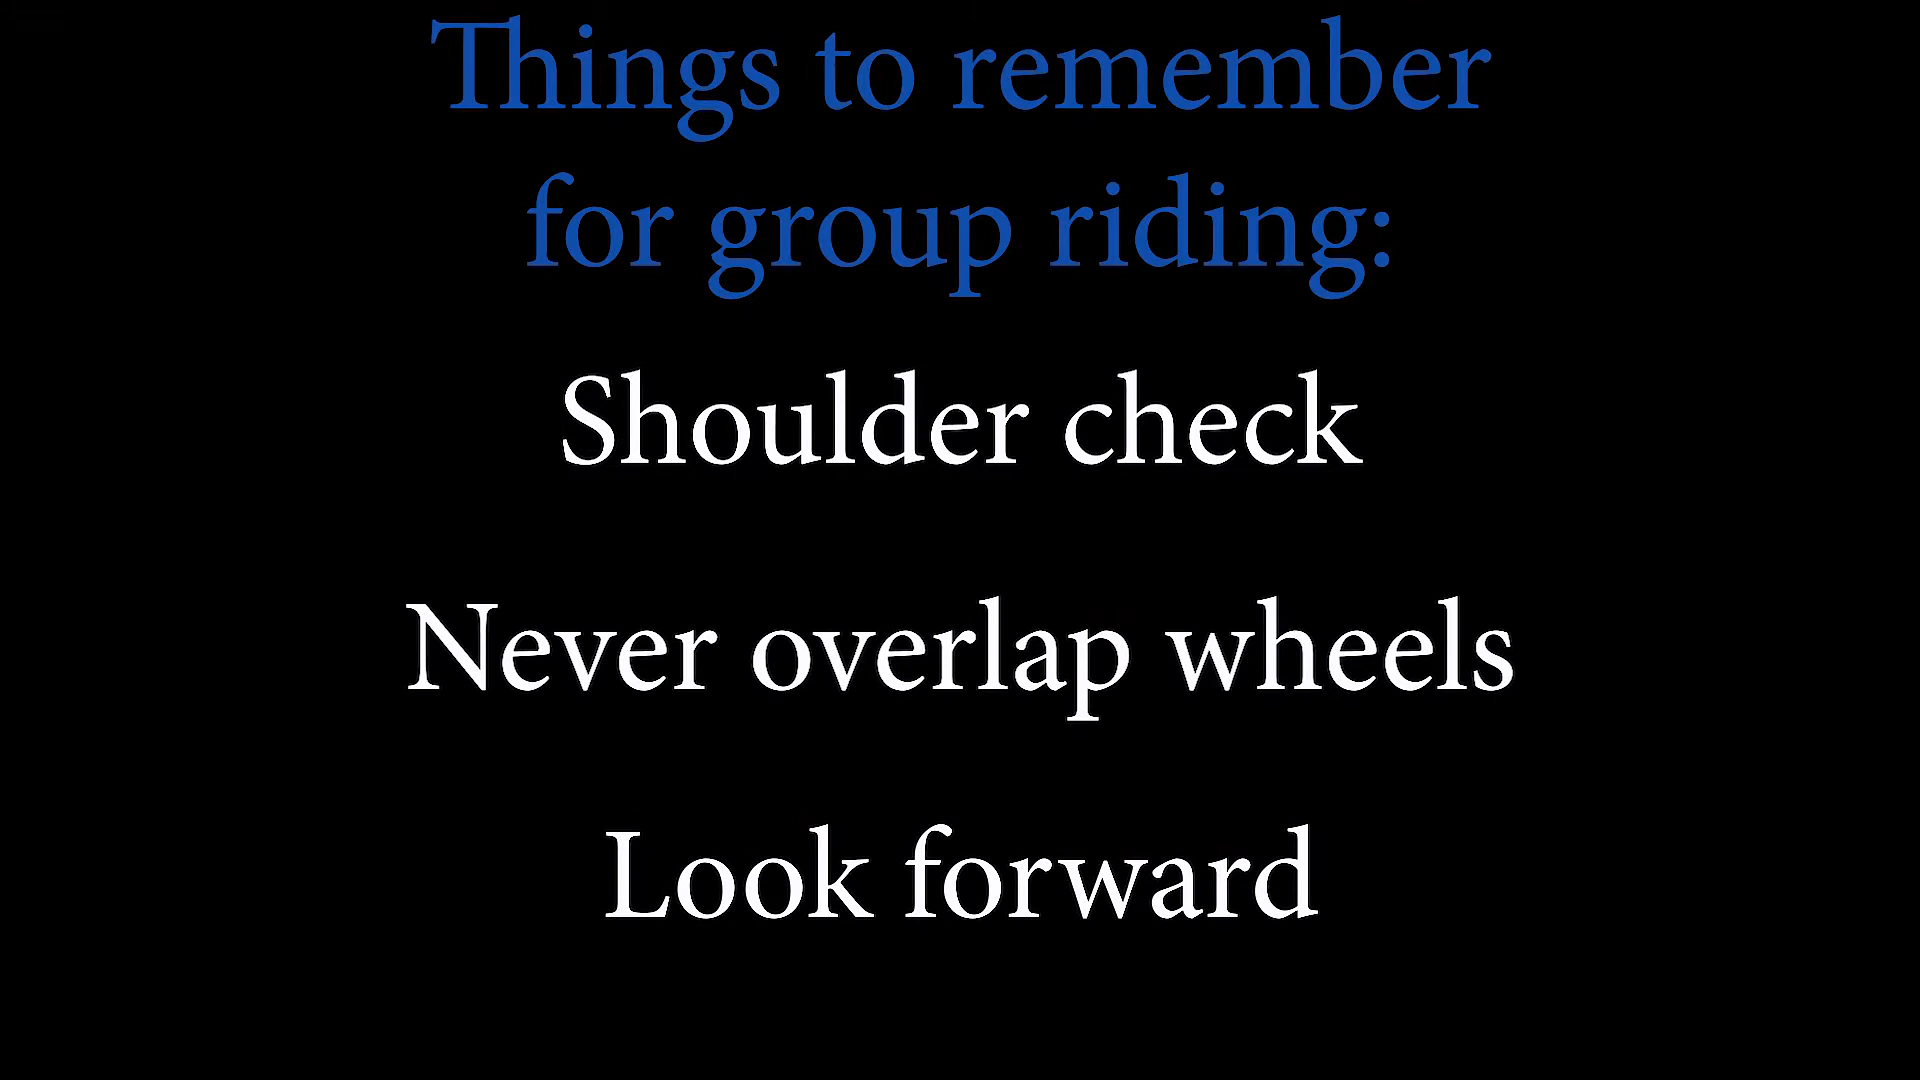 Things to remember
for group riding:
Shoulder check
Never overlap wheels
Look forward